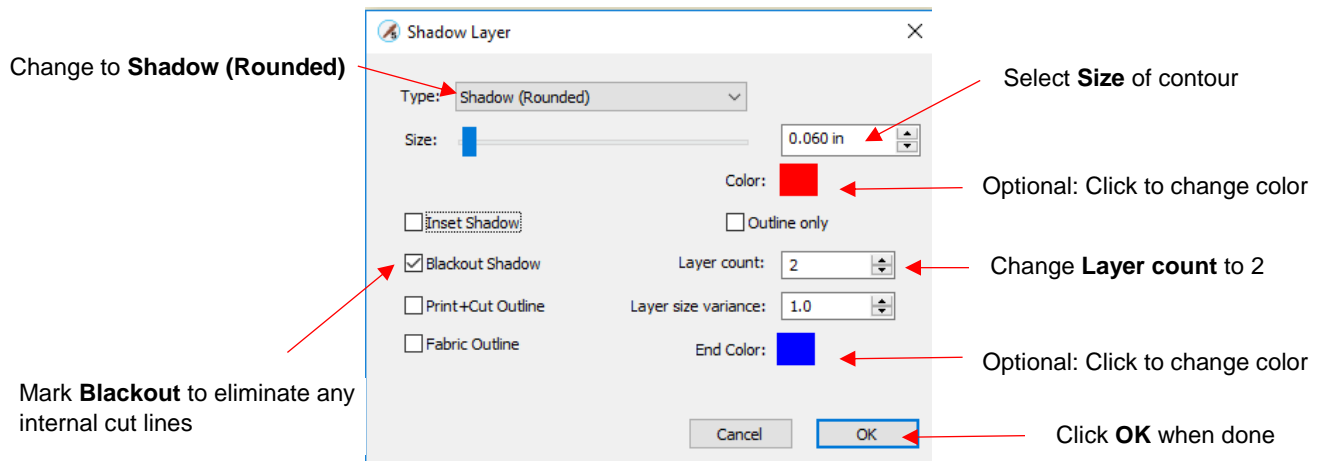 Shadow Layer
Change to Shadow (Rounded)
Type: Shadow (Rounded)
Select Size of contour
Size: 0.060 in
Color:
Optional: Click to change color
Inset Shadow Outline only
Blackout Shadow Layer count: 2
Change Layer count to 2
Print+Cut Outline Layer size variance: 1.0
Fabric Outline End Color:
Optional: Click to change color
Mark Blackout to eliminate any
internal cut lines
Cancel OK
Click OK when done